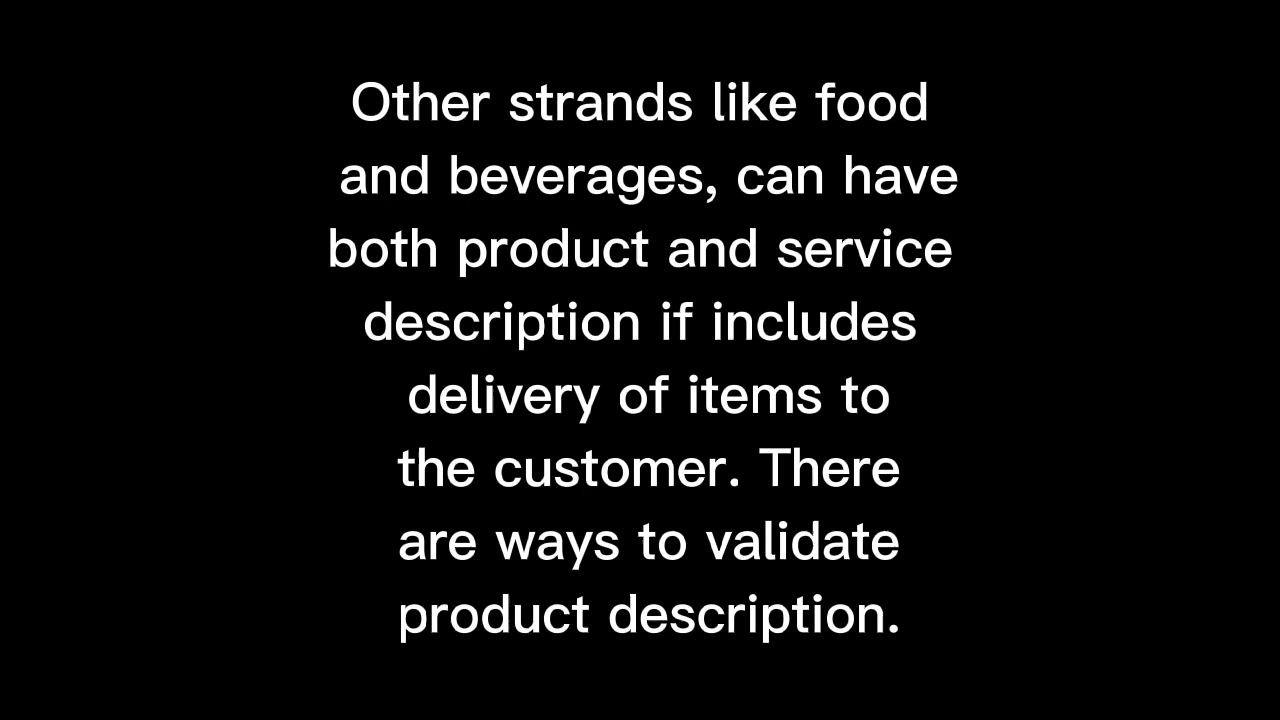 Other strands like food
and beverages, can have
both product and service
description if includes
delivery of items to
the customer. There
are ways to validate
product description.